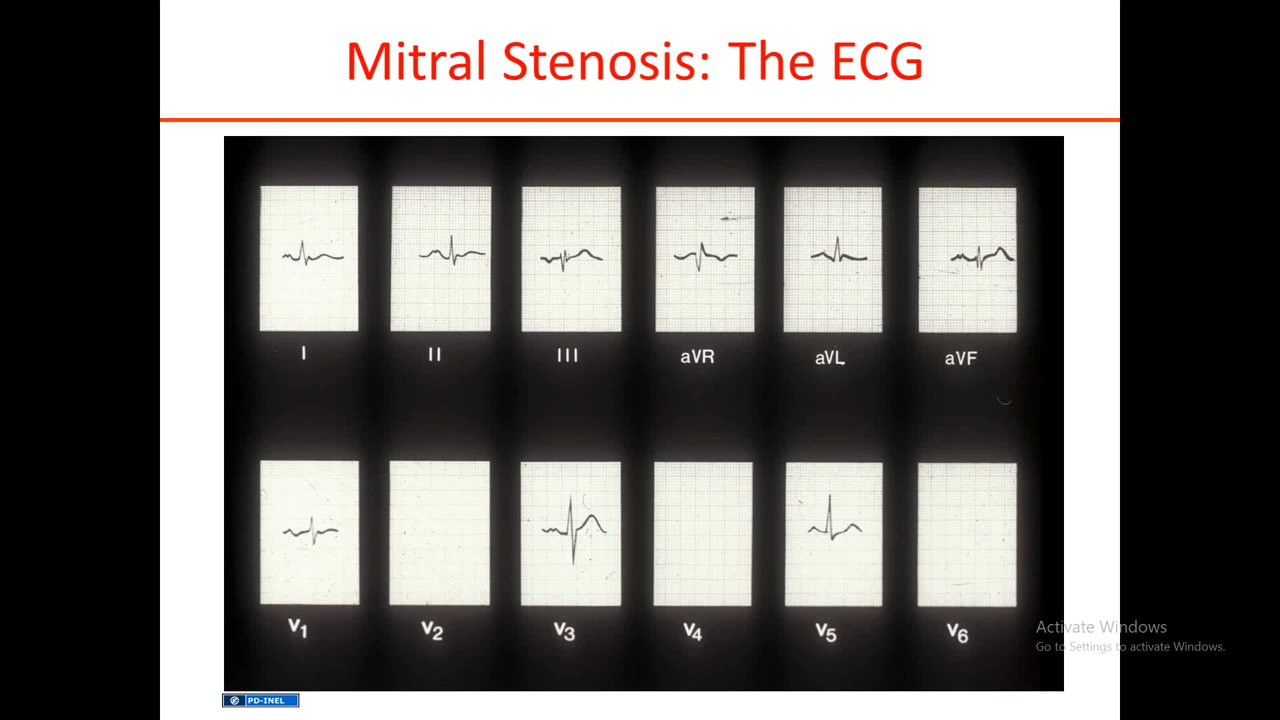 Mitral Stenosis: The ECG
I
II
III
aVR
aVL
aVF
V1
V2
V3
V4
V5
V6
Activate Windows
Go to Settings to activate Windows.
PD-INEL